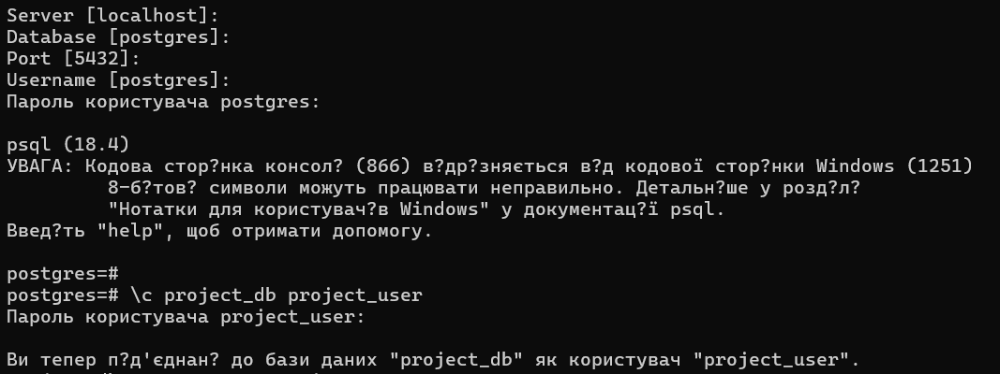 Server [localhost]:
Database [postgres]:
Port [5432]:
Username [postgres]:
Пароль користувача postgres:
psql (18.4)
УВАГА: Кодова стор?нка консол? (866) в?др?зняється в?д кодової стор?нки Windows (1251)
8-б?тов? символи можуть працювати неправильно. Детальн?ше у розд?л?
"Нотатки для користувач?в Windows" у документац?ї psql.
Введ?ть "help", щоб отримати допомогу.
postgres=#
postgres=# \c project_db project_user
Пароль користувача project_user:
Ви тепер п?д'єднан? до бази даних "project_db" як користувач "project_user".